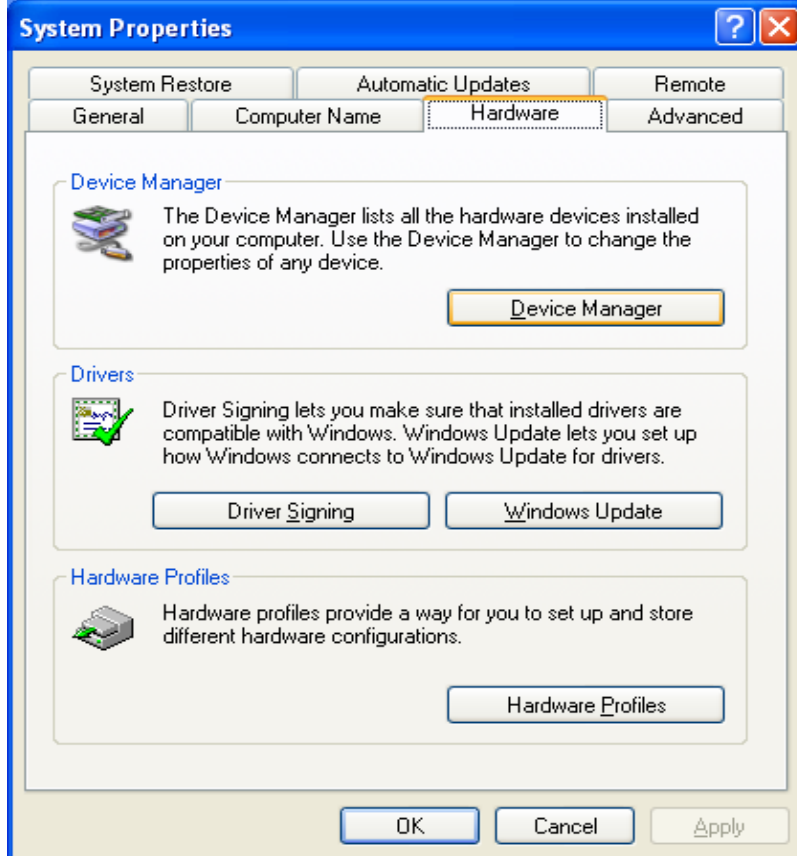 System Properties
System Restore
Automatic Updates
Remote
General
Computer Name
Hardware
Advanced
Device Manager
The Device Manager lists all the hardware devices installed
on your computer. Use the Device Manager to change the
properties of any device.
Device Manager
Drivers
Driver Signing lets you make sure that installed drivers are
compatible with Windows. Windows Update lets you set up
how Windows connects to Windows Update for drivers.
Driver Signing
Windows Update
Hardware Profiles
Hardware profiles provide a way for you to set up and store
different hardware configurations.
Hardware Profiles
OK
Cancel
Apply